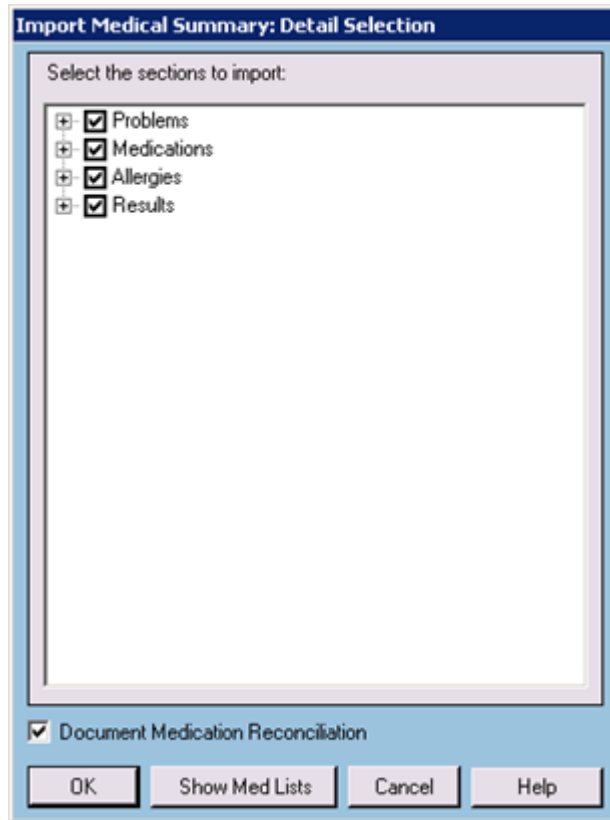 Import Medical Summary: Detail Selection
Select the sections to import:
Problems
Medications
Allergies
Results
Document Medication Reconciliation
OK Show Med Lists Cancel Help